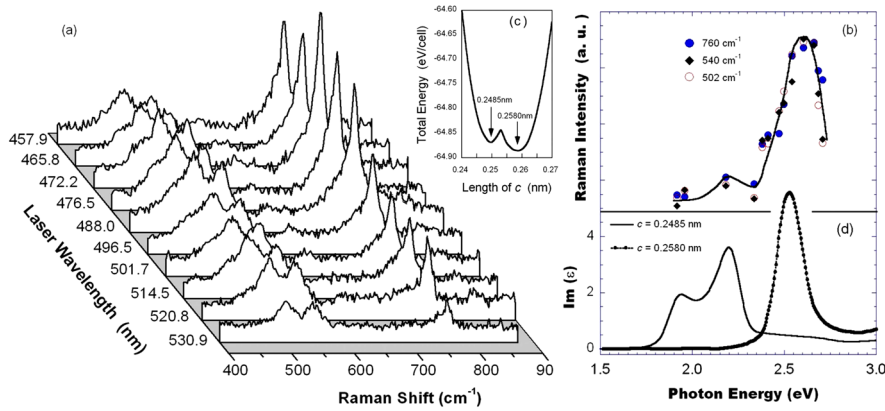 (a)
457.9
465.8
472.2
476.5
488.0
496.5
501.7
514.5
520.8
530.9
Laser Wavelength (nm)
400 500 600 700 800 90
Raman Shift (cm-1)
(c)
-64.60
-64.65
-64.70
-64.75
-64.80
-64.85
-64.90
Total Energy (eV/cell)
0.2485nm
0.2580nm
0.24 0.25 0.26 0.27
Length of c (nm)
(b)
760 cm-1
540 cm-1
502 cm-1
Raman Intensity (a. u.)
(d)
c = 0.2485 nm
c = 0.2580 nm
4
2
0
Im (ε)
1.5 2.0 2.5 3.0
Photon Energy (eV)